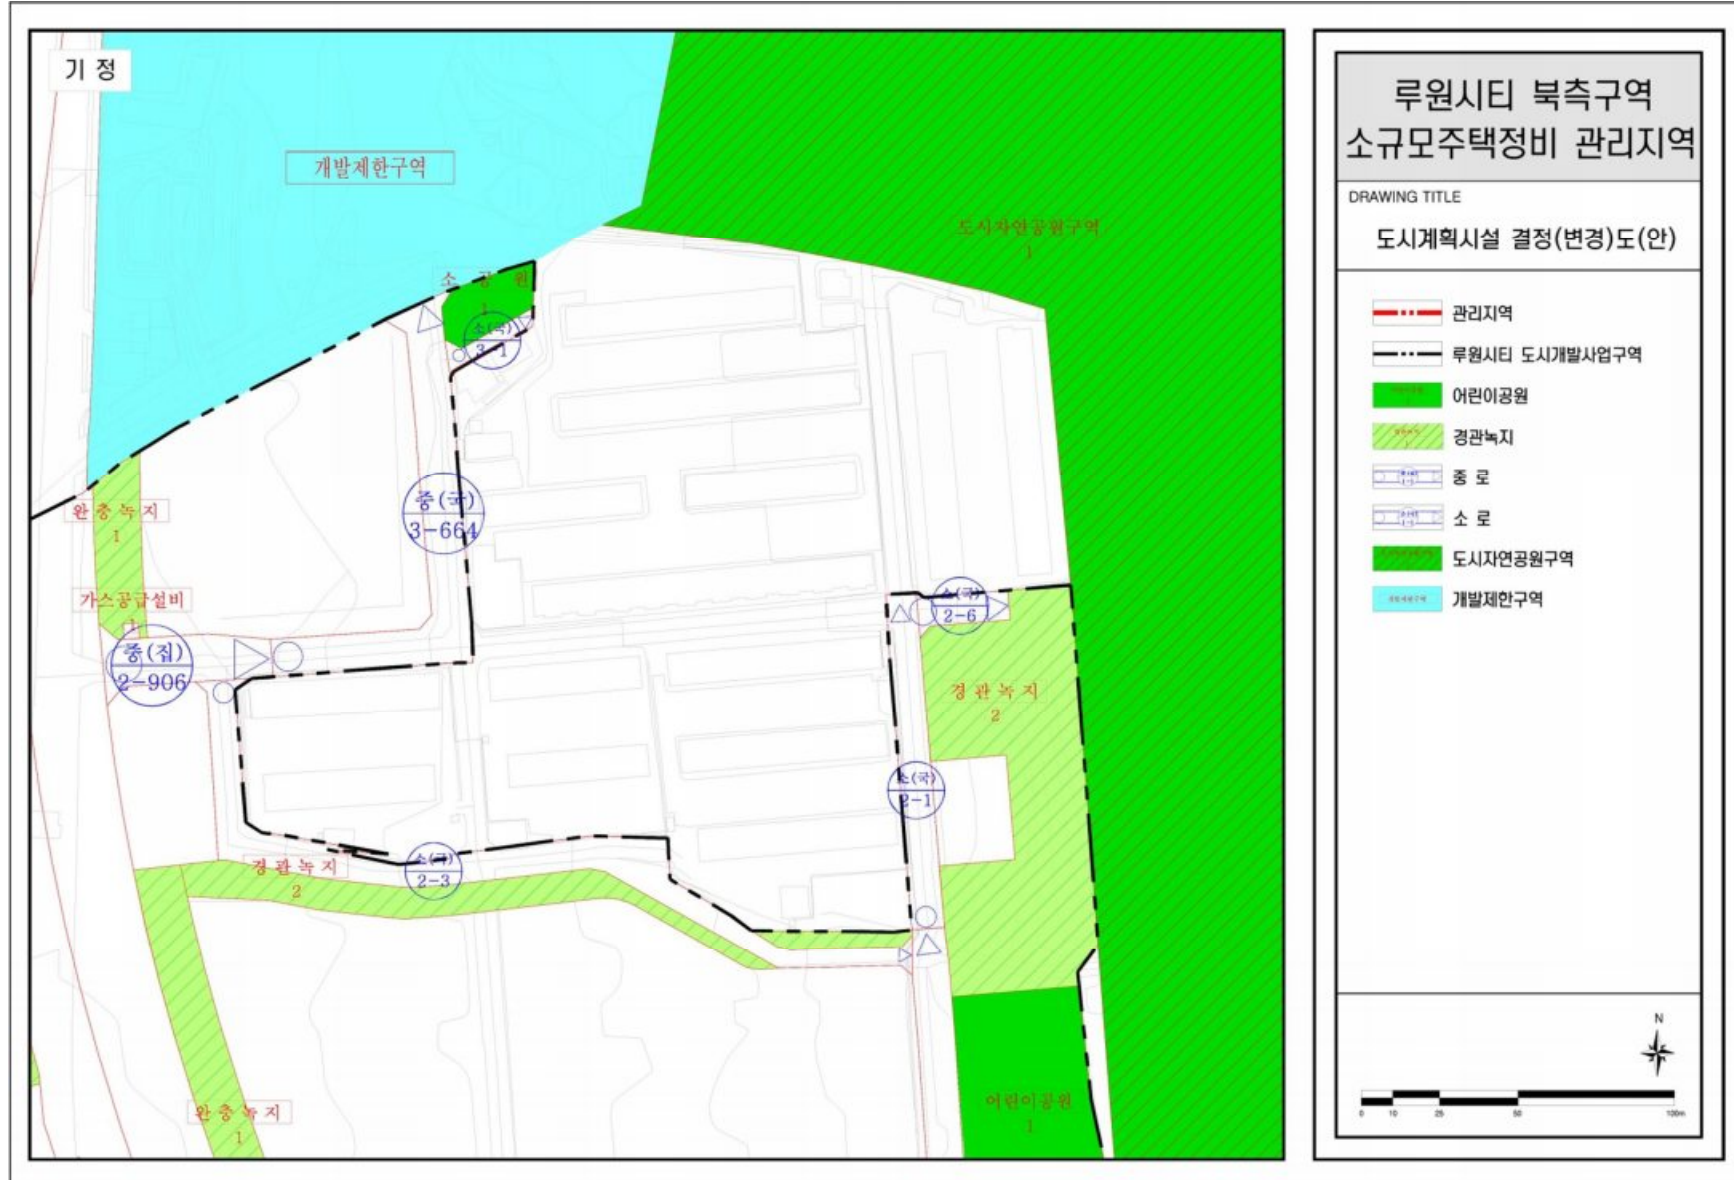 기 정
개발제한구역
도시자연공원구역
1
소 공 원
1
소(국)
3-1
중(국)
3-664
완 충 녹 지
1
가스공급설비
1
중(집)
2-906
소(국)
2-6
경 관 녹 지
2
소(국)
2-1
경 관 녹 지
2
소(국)
2-3
완 충 녹 지
1
어린이공원
1
루원시티 북측구역
소규모주택정비 관리지역
DRAWING TITLE
도시계획시설 결정(변경)도(안)
관리지역
루원시티 도시개발사업구역
어린이공원
경관녹지
중 로
소 로
도시자연공원구역
개발제한구역
개발제한구역
N
0 10 25 50 100m